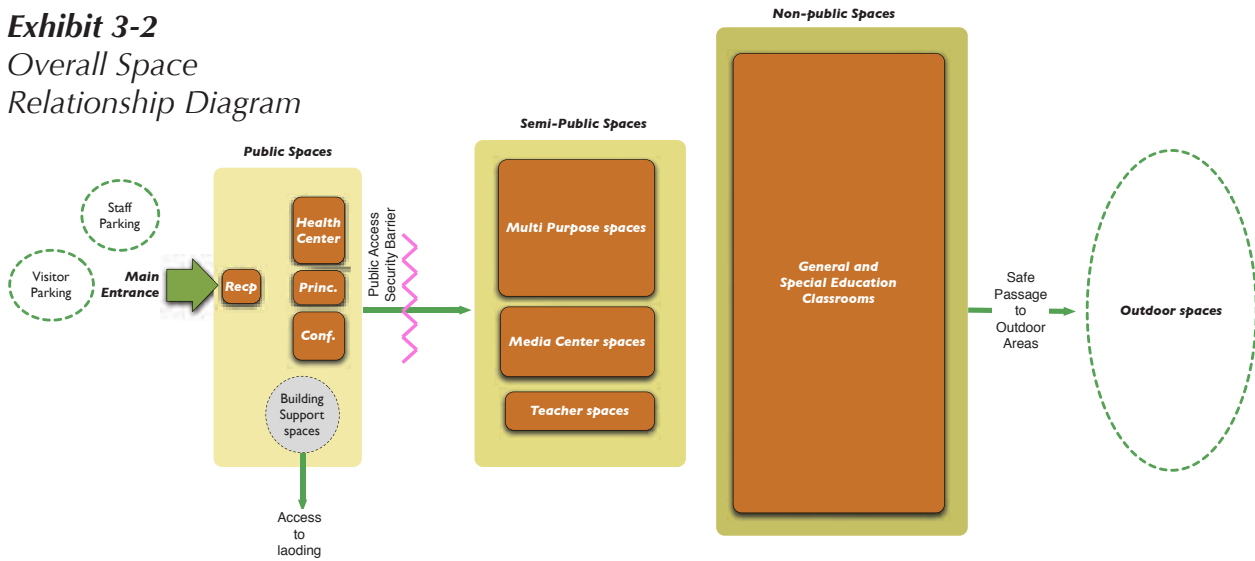 Exhibit 3-2
Overall Space
Relationship Diagram
Non-public Spaces
Semi-Public Spaces
Public Spaces
Staff
Parking
Visitor
Parking
Main
Entrance
Recp
Health
Center
Princ.
Conf.
Building
Support
spaces
Access
to
laoding
Public Access
Security Barrier
Multi Purpose spaces
Media Center spaces
Teacher spaces
General and
Special Education
Classrooms
Safe
Passage
to
Outdoor
Areas
Outdoor spaces